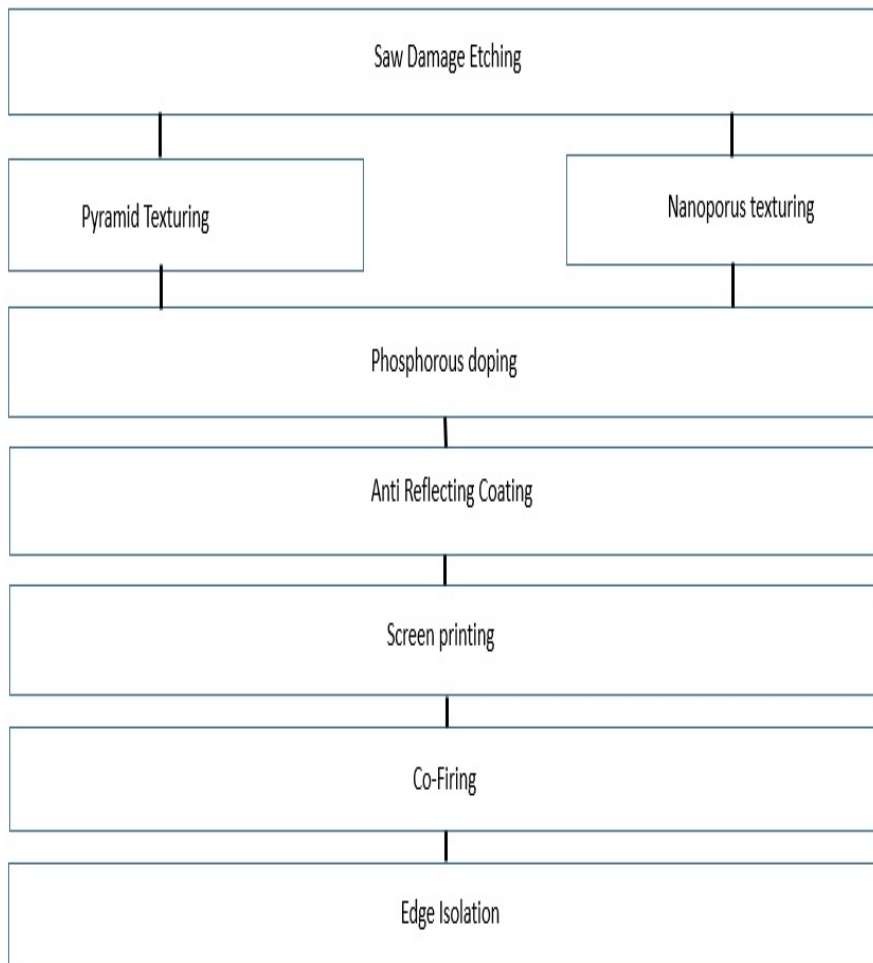 Saw Damage Etching
Pyramid Texturing
Nanoporus texturing
Phosphorous doping
Anti Reflecting Coating
Screen printing
Co-Firing
Edge Isolation